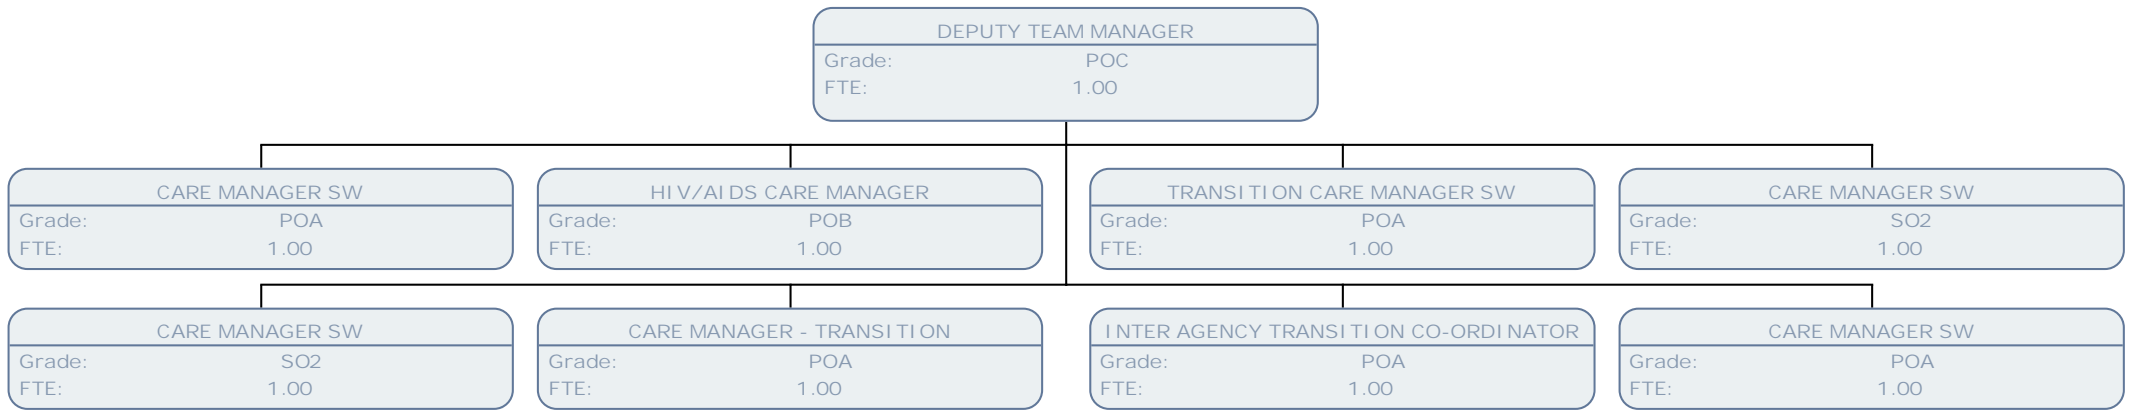 DEPUTY TEAM MANAGER
Grade: POC
FTE: 1.00
CARE MANAGER SW
Grade: POA
FTE: 1.00
HIV/AIDS CARE MANAGER
Grade: POB
FTE: 1.00
TRANSITION CARE MANAGER SW
Grade: POA
FTE: 1.00
CARE MANAGER SW
Grade: SO2
FTE: 1.00
CARE MANAGER SW
Grade: SO2
FTE: 1.00
CARE MANAGER - TRANSITION
Grade: POA
FTE: 1.00
INTER AGENCY TRANSITION CO-ORDINATOR
Grade: POA
FTE: 1.00
CARE MANAGER SW
Grade: POA
FTE: 1.00